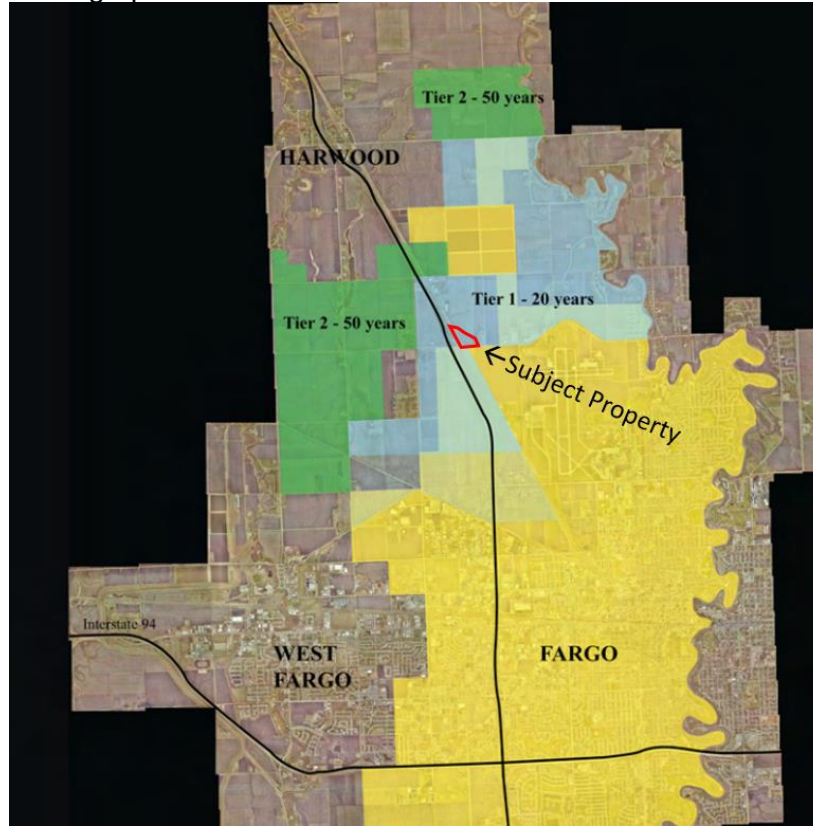 Tier 2 - 50 years
HARWOOD
Tier 1 - 20 years
Tier 2 - 50 years
←Subject Property
Interstate 94
WEST
FARGO
FARGO